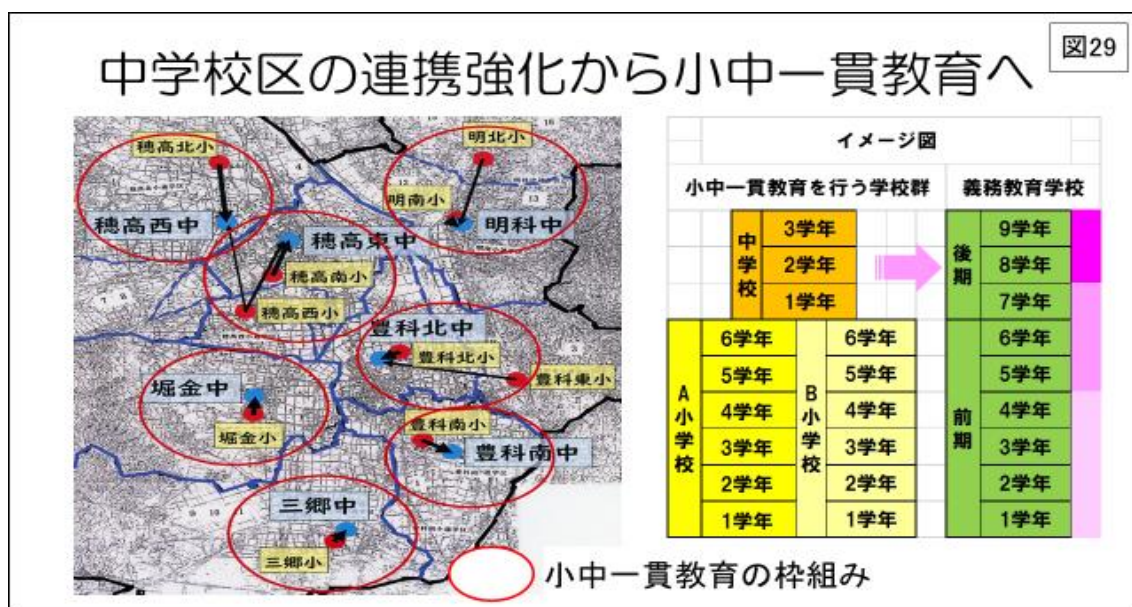 図29
中学校区の連携強化から小中一貫教育へ
穂高北小
穂高西中
明北小
明南小
明科中
穂高東中
穂高南小
穂高西小
豊科北中
豊科北小
豊科東小
堀金中
堀金小
豊科南小
豊科南中
三郷中
三郷小
小中一貫教育の枠組み
イメージ図
小中一貫教育を行う学校群
義務教育学校
中学校
3学年
2学年
1学年
後期
9学年
8学年
7学年
A小学校
6学年
5学年
4学年
3学年
2学年
1学年
B小学校
6学年
5学年
4学年
3学年
2学年
1学年
前期
6学年
5学年
4学年
3学年
2学年
1学年